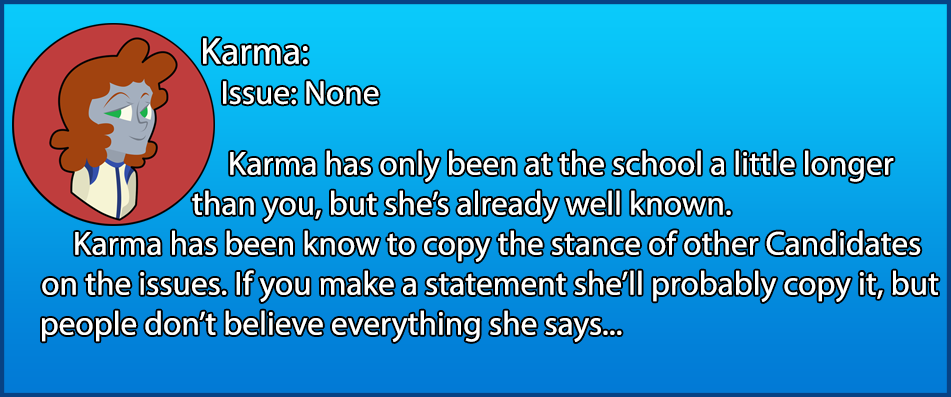 Karma:
Issue: None
Karma has only been at the school a little longer
than you, but she's already well known.
Karma has been know to copy the stance of other Candidates
on the issues. If you make a statement she'll probably copy it, but
people don't believe everything she says...